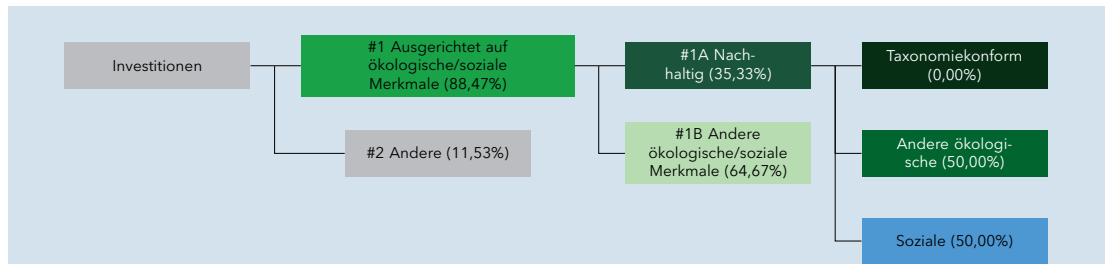 Investitionen
#1 Ausgerichtet auf
ökologische/soziale
Merkmale (88,47%)
#2 Andere (11,53%)
#1A Nach-
haltig (35,33%)
#1B Andere
ökologische/soziale
Merkmale (64,67%)
Taxonomiekonform
(0,00%)
Andere ökologi-
sche (50,00%)
Soziale (50,00%)